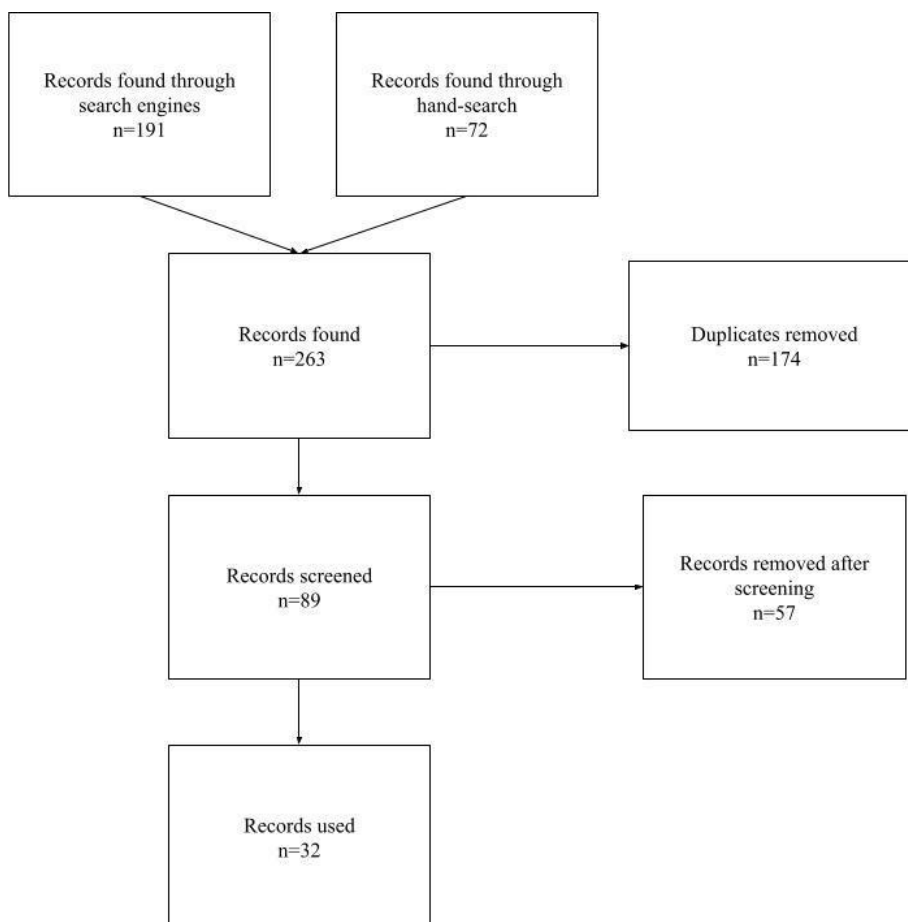 Records found through
search engines
n=191
Records found through
hand-search
n=72
Records found
n=263
Duplicates removed
n=174
Records screened
n=89
Records removed after
screening
n=57
Records used
n=32